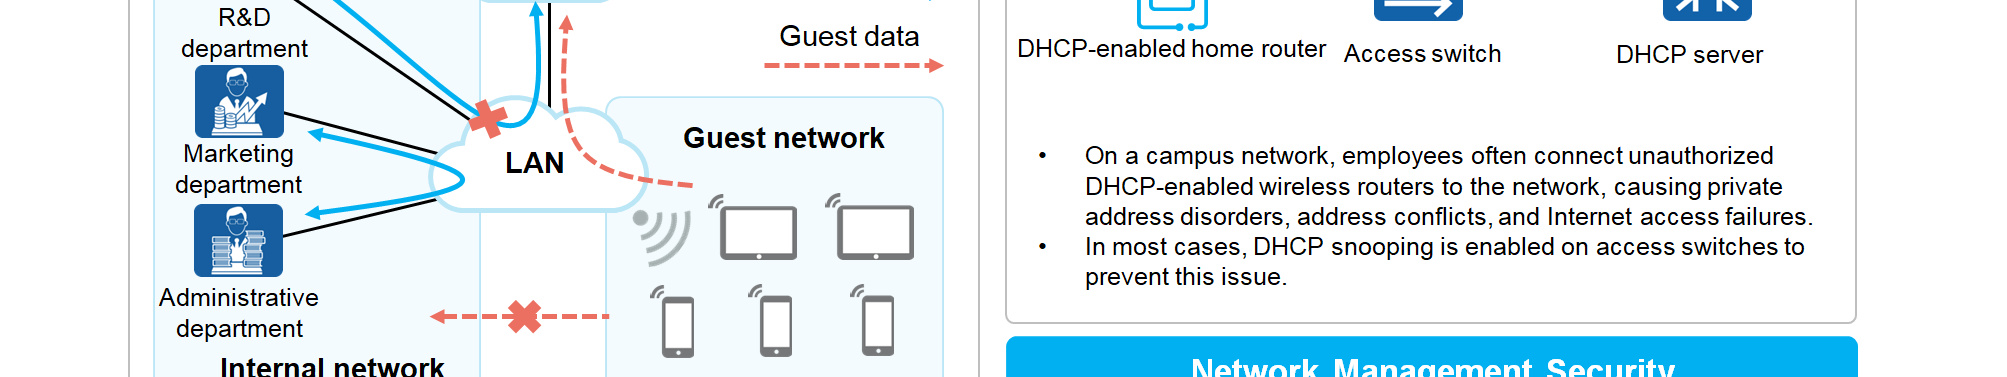 R&D
department
Marketing
department
Administrative
department
Internal network
LAN
Guest data
Guest network
DHCP-enabled home router
Access switch
DHCP server
• On a campus network, employees often connect unauthorized
DHCP-enabled wireless routers to the network, causing private
address disorders, address conflicts, and Internet access failures.
• In most cases, DHCP snooping is enabled on access switches to
prevent this issue.
Network Management Security